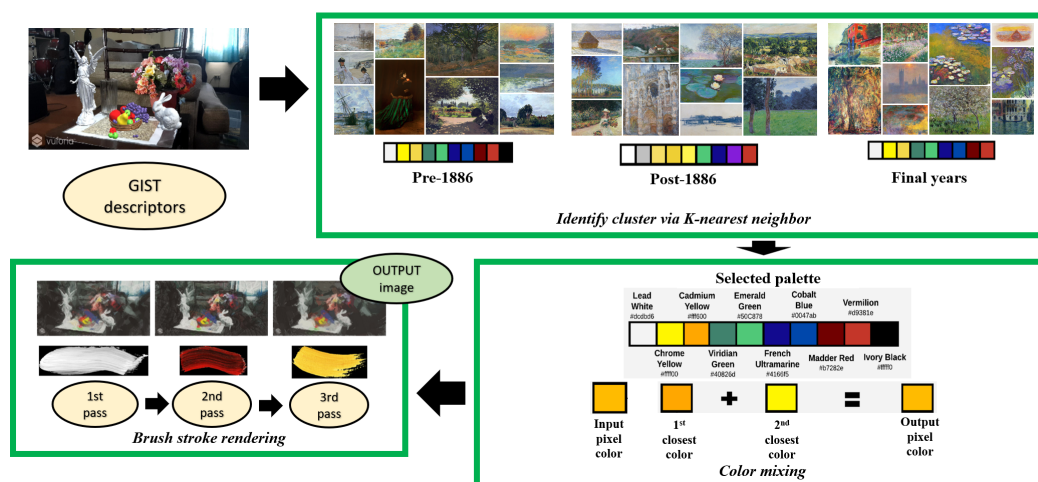 vuforia
GIST
descriptors
Pre-1886
Post-1886
Final years
Identify cluster via K-nearest neighbor
OUTPUT
image
1st
pass
2nd
pass
3rd
pass
Brush stroke rendering
Selected palette
Lead
White
#dcdbd6
Cadmium
Yellow
#fff600
Emerald
Green
#50C878
Cobalt
Blue
#0047ab
Vermilion
#d9381e
Chrome
Yellow
#ffff00
Viridian
Green
#40826d
French
Ultramarine
#4166f5
Madder Red
#b7282e
Ivory Black
#fffff0
+
=
Input
pixel
color
1st
closest
color
2nd
closest
color
Output
pixel
color
Color mixing